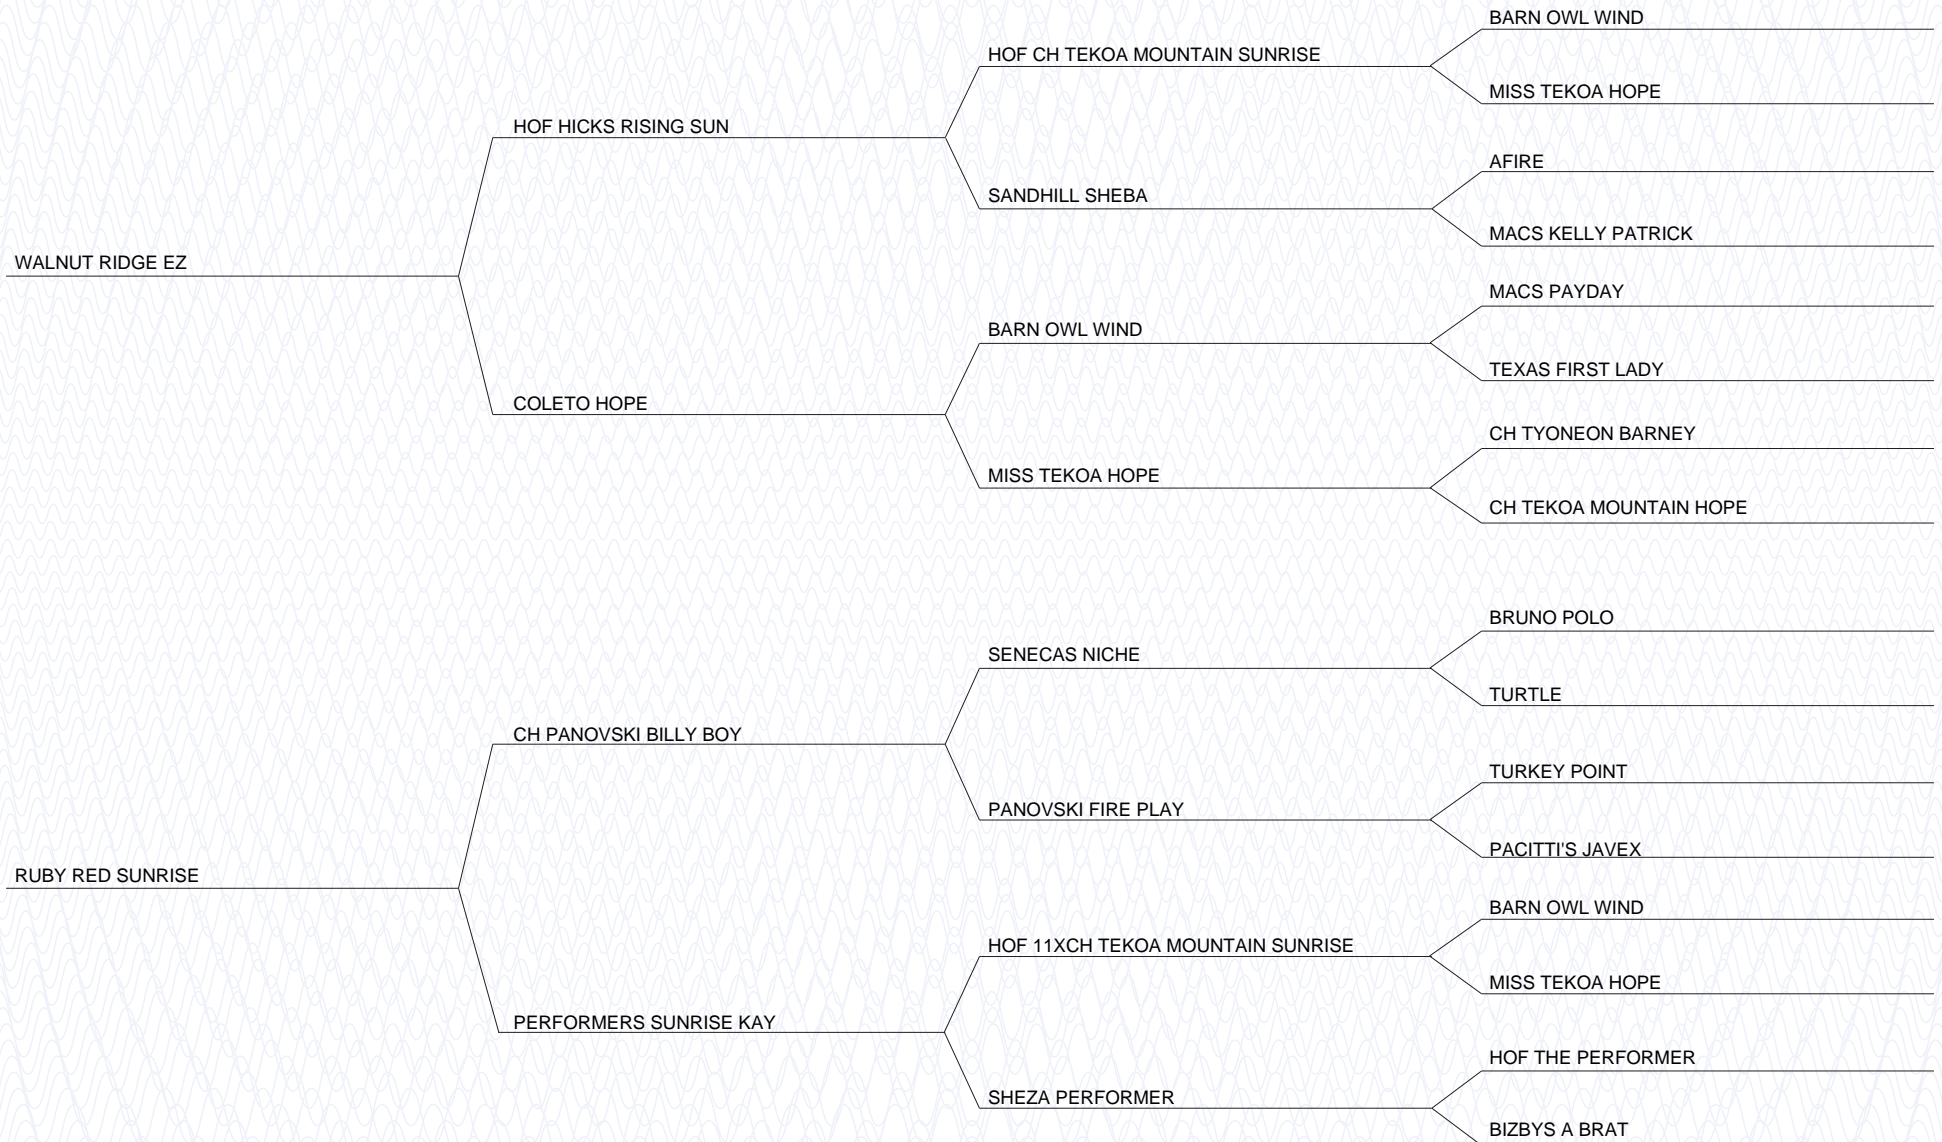 BARN OWL WIND
HOF CH TEKOA MOUNTAIN SUNRISE
MISS TEKOA HOPE
HOF HICKS RISING SUN
AFIRE
SANDHILL SHEBA
MACS KELLY PATRICK
WALNUT RIDGE EZ
MACS PAYDAY
BARN OWL WIND
TEXAS FIRST LADY
COLETO HOPE
CH TYONEON BARNEY
MISS TEKOA HOPE
CH TEKOA MOUNTAIN HOPE
BRUNO POLO
SENECAS NICHE
TURTLE
CH PANOVSKI BILLY BOY
TURKEY POINT
PANOVSKI FIRE PLAY
PACITTI'S JAVEX
RUBY RED SUNRISE
BARN OWL WIND
HOF 11XCH TEKOA MOUNTAIN SUNRISE
MISS TEKOA HOPE
PERFORMERS SUNRISE KAY
HOF THE PERFORMER
SHEZA PERFORMER
BIZBYS A BRAT